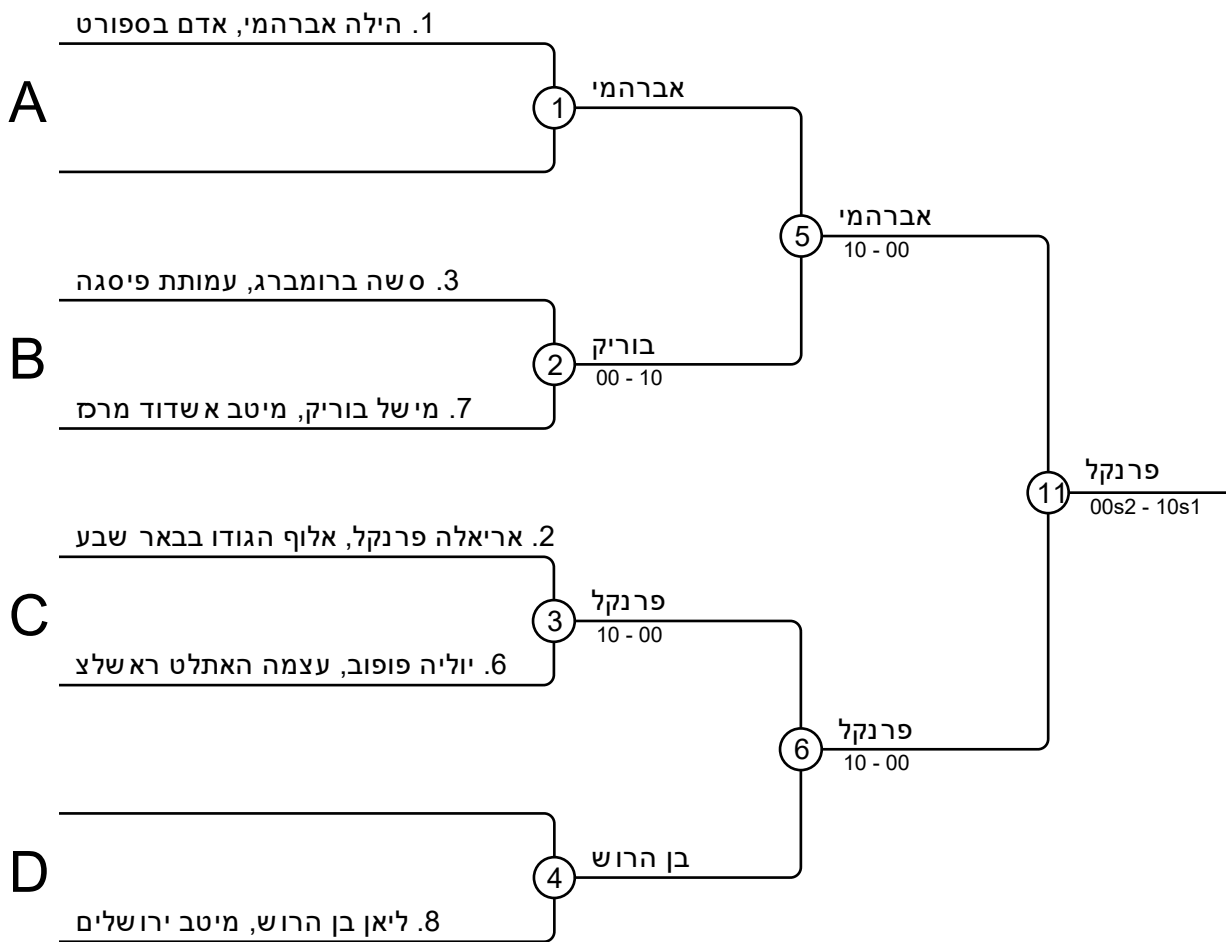 1. הילה אברהמי, אדם בספורט
A
1
אברהמי
5
אברהמי
10 - 00
3. סשה ברומברג, עמותת פיסגה
B
2
בוריק
00 - 10
7. מישל בוריק, מיטב אשדוד מרכז
11
פרנקל
00s2 - 10s1
2. אריאלה פרנקל, אלוף הגודו בבאר שבע
C
3
פרנקל
10 - 00
6. יוליה פופוב, עצמה האתלט ראשלצ
6
פרנקל
10 - 00
D
4
בן הרוש
8. ליאן בן הרוש, מיטב ירושלים